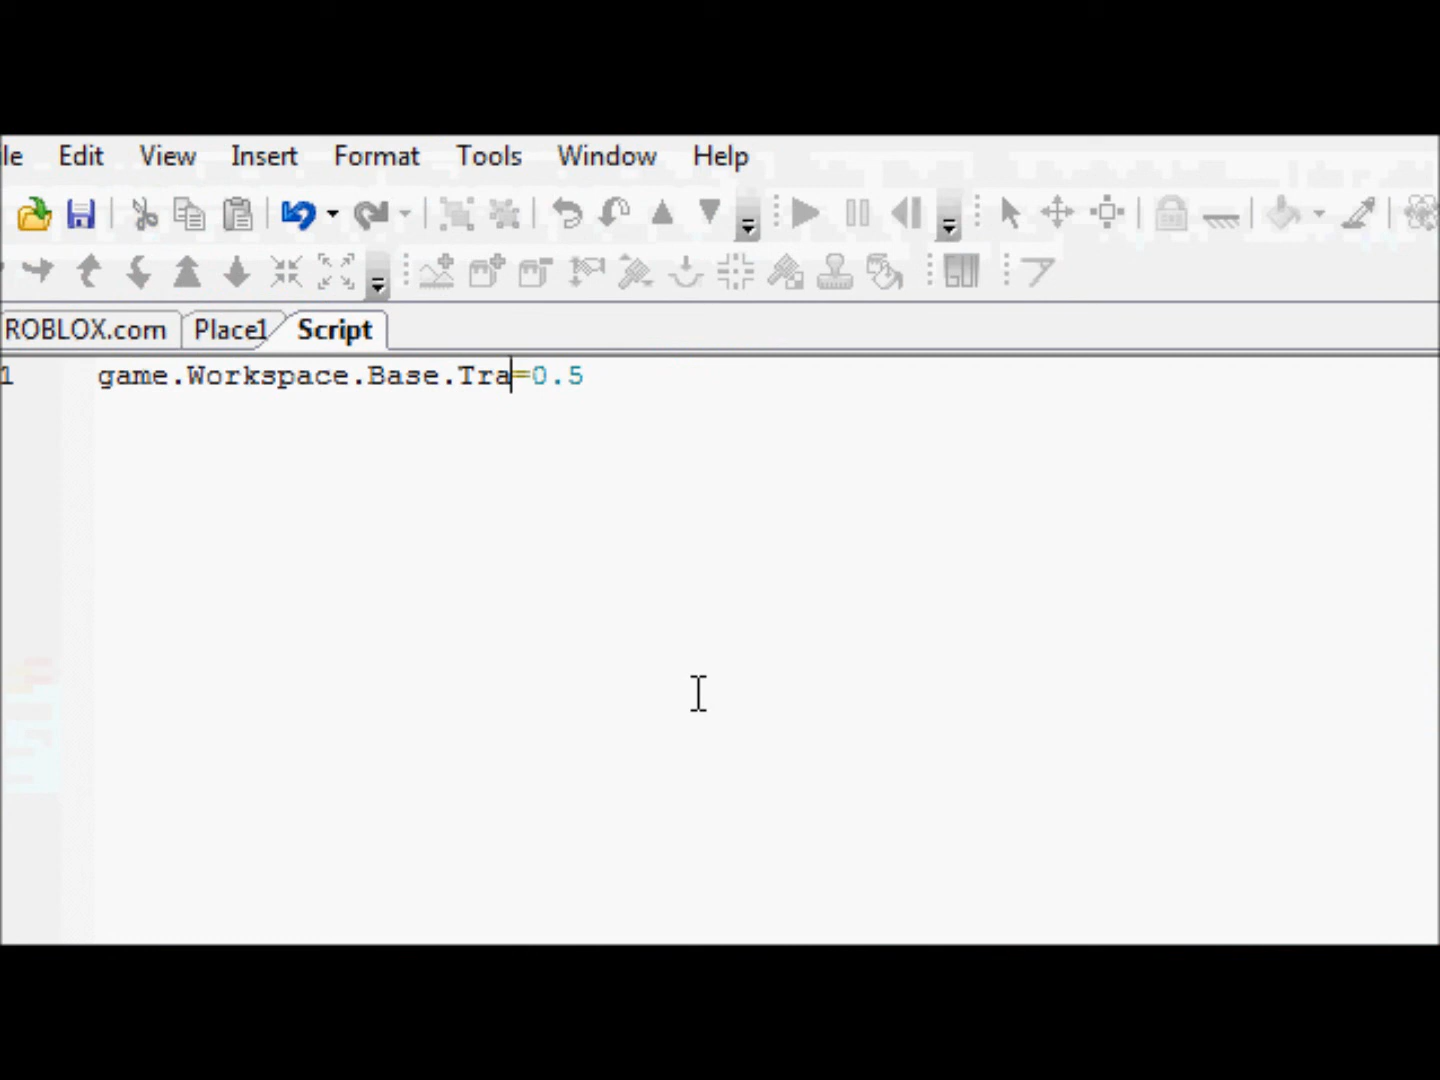 le Edit View Insert Format Tools Window Help
ROBLOX.com Place1 Script
1 game.Workspace.Base.Tra=0.5